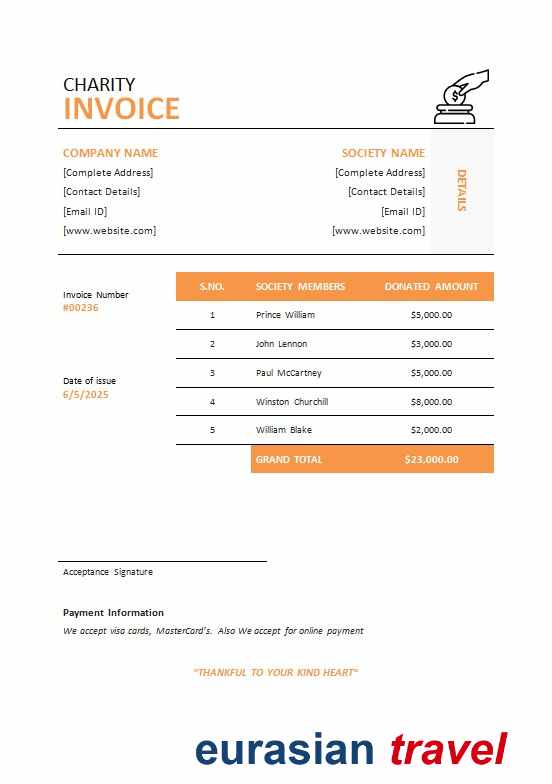 CHARITY
INVOICE
COMPANY NAME
[Complete Address]
[Contact Details]
[Email ID]
[www.website.com]
SOCIETY NAME
[Complete Address]
[Contact Details]
[Email ID]
[www.website.com]
DETAILS
Invoice Number
#00236
Date of issue
6/5/2025
S.NO. SOCIETY MEMBERS DONATED AMOUNT
1 Prince William $5,000.00
2 John Lennon $3,000.00
3 Paul McCartney $5,000.00
4 Winston Churchill $8,000.00
5 William Blake $2,000.00
GRAND TOTAL $23,000.00
Acceptance Signature
Payment Information
We accept visa cards, MasterCard's. Also We accept for online payment
"THANKFUL TO YOUR KIND HEART"
eurasian travel